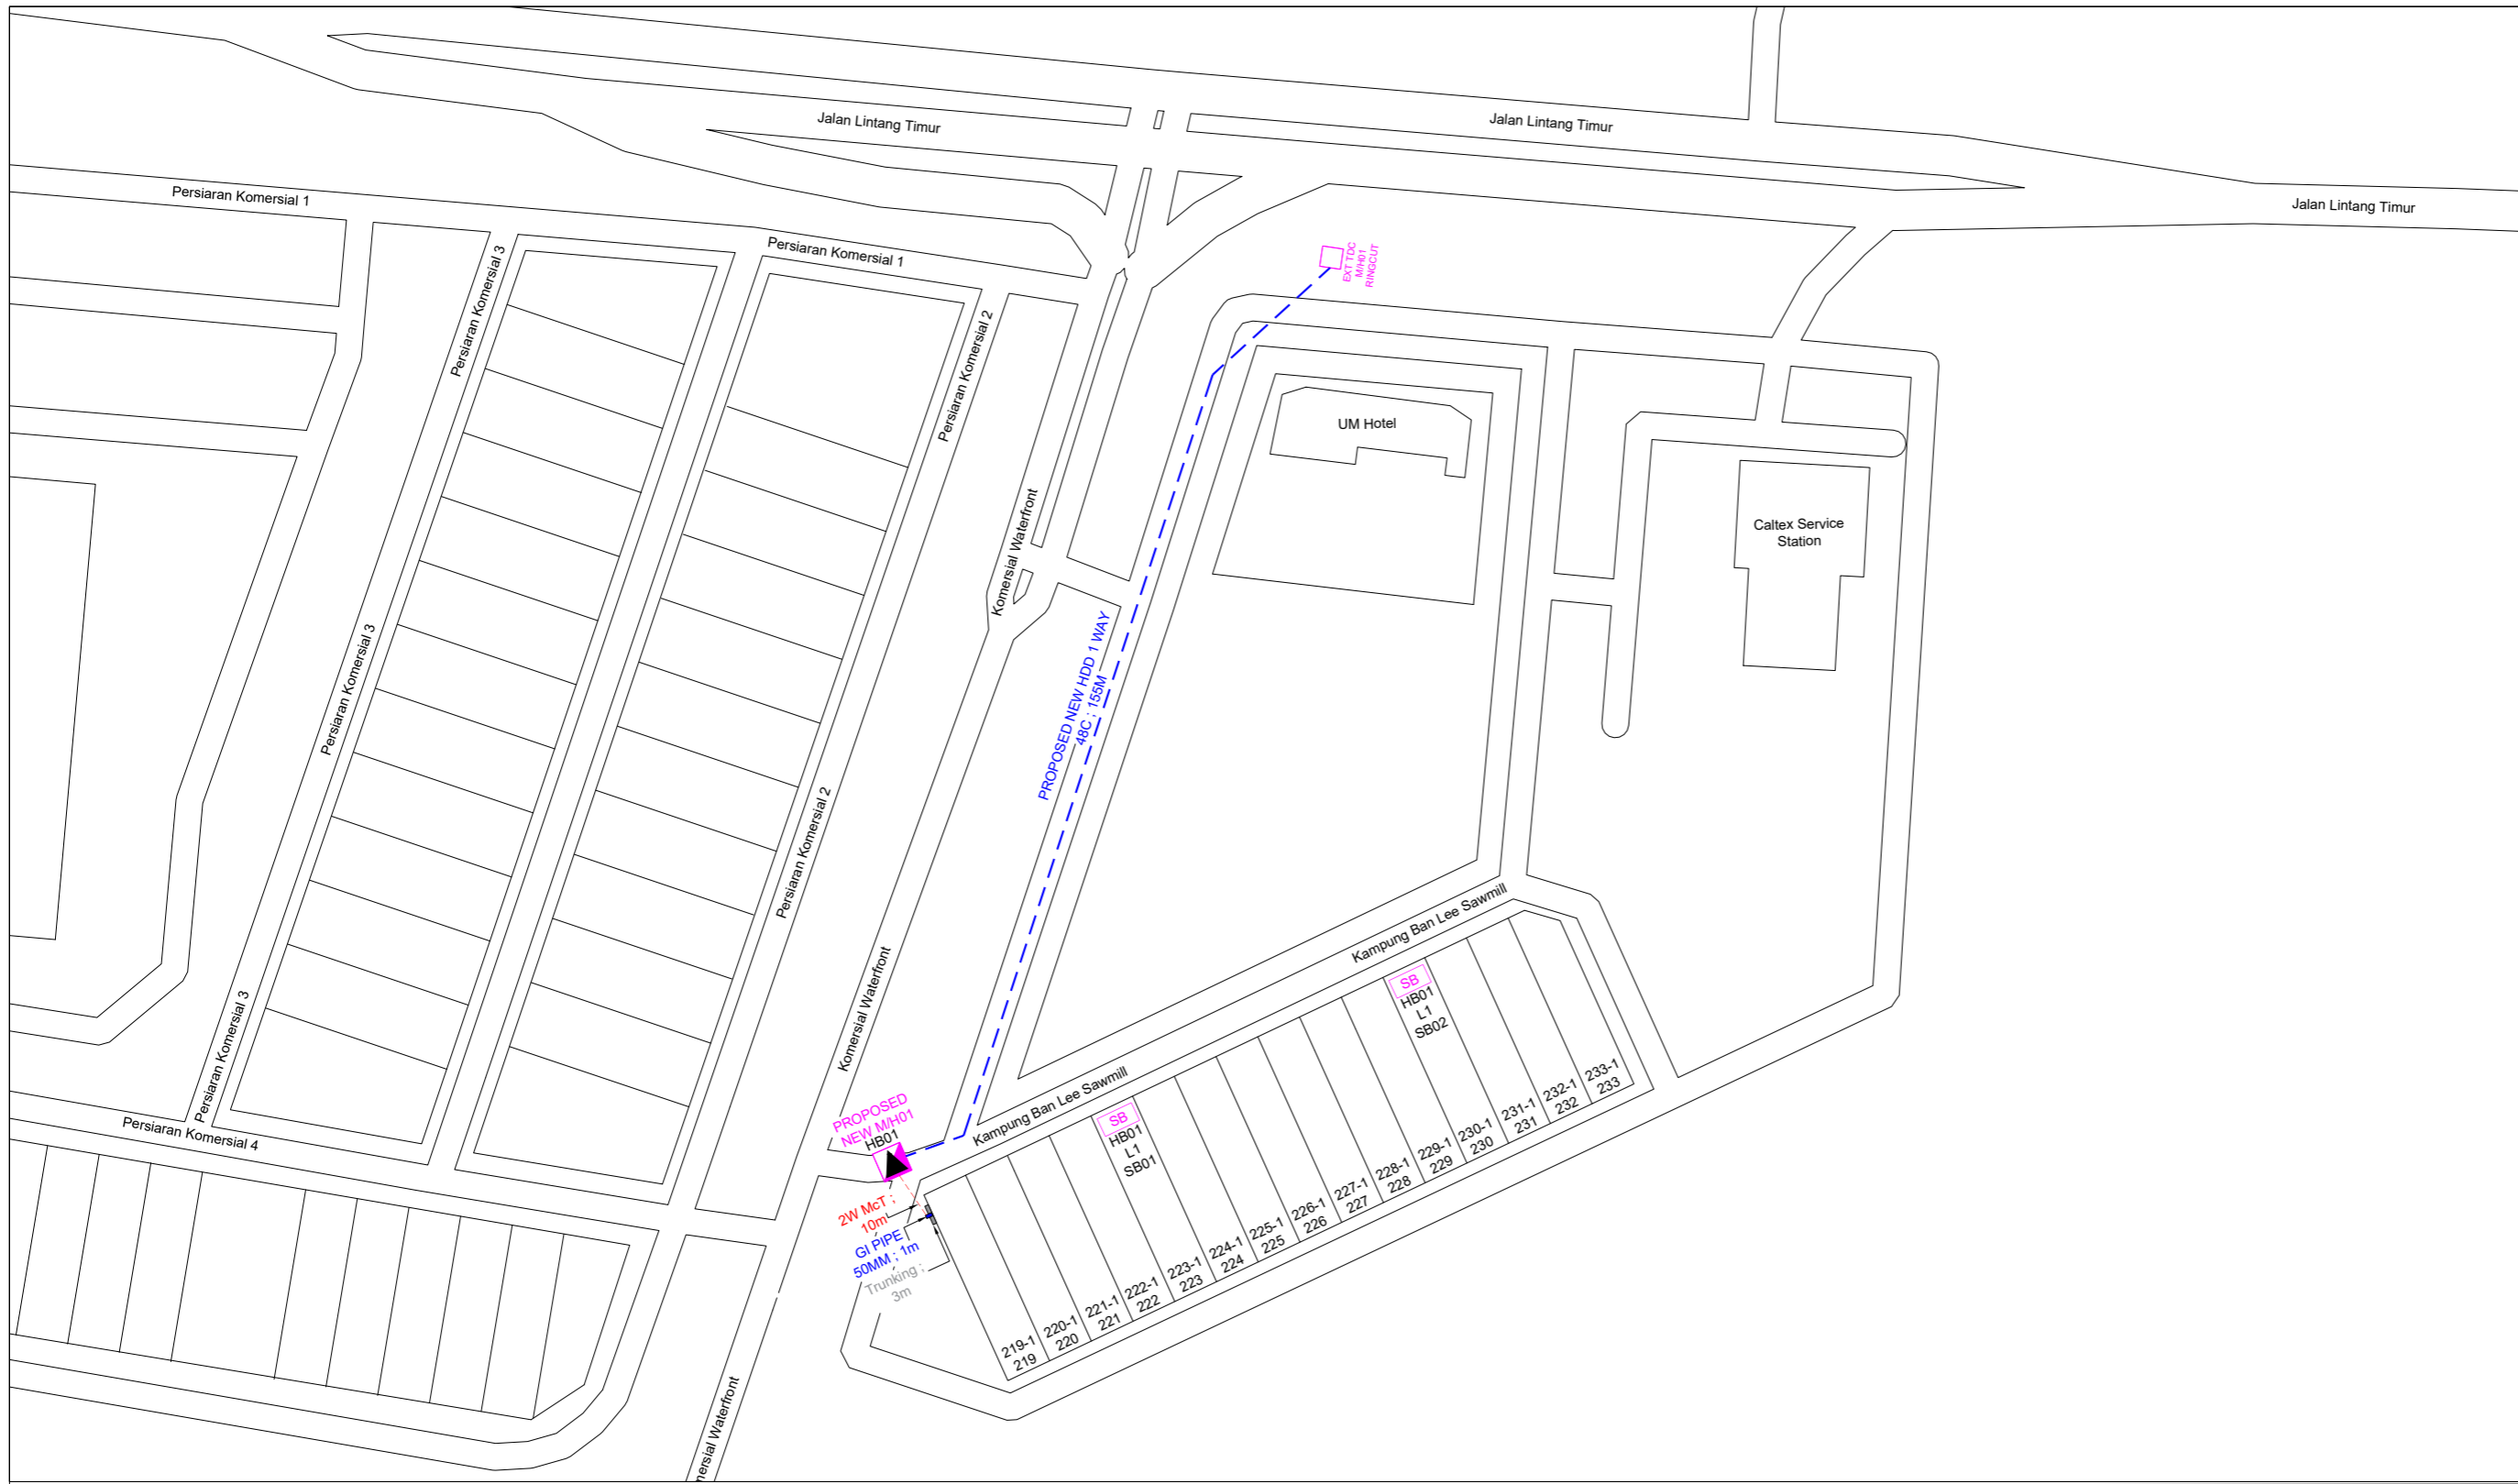 Jalan Lintang Timur
Jalan Lintang Timur
Jalan Lintang Timur
Persiaran Komersial 1
Persiaran Komersial 1
Persiaran Komersial 3
Persiaran Komersial 2
EXT TDC
M/H01
RINGCUT
UM Hotel
Caltex Service
Station
Komersial Waterfront
Persiaran Komersial 3
PROPOSED NEW HDD 1 WAY
48C ; 155M
Persiaran Komersial 2
Kampung Ban Lee Sawmill
Komersial Waterfront
Persiaran Komersial 3
Persiaran Komersial 4
Kampung Ban Lee Sawmill
PROPOSED
NEW M/H01
HB01
SB
HB01
L1
SB01
SB
HB01
L1
SB02
2W McT ;
10m
GI PIPE
50MM ; 1m
Trunking ;
3m
219-1
219
220-1
220
221-1
221
222-1
222
223-1
223
224-1
224
225-1
225
226-1
226
227-1
227
228-1
228
229-1
229
230-1
230
231-1
231
232-1
232
233-1
233
mersial Waterfront